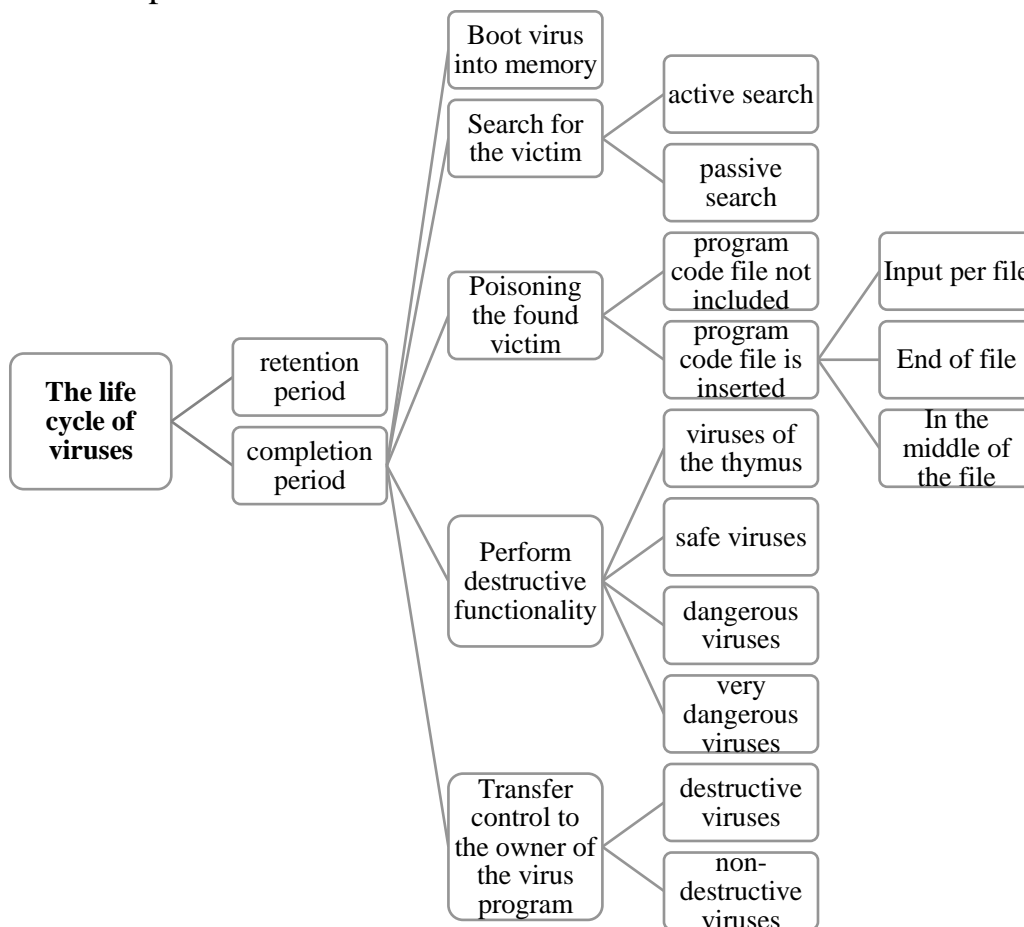 The life
cycle of
viruses
retention
period
completion
period
Boot virus
into memory
Search for
the victim
active search
passive
search
Poisoning
the found
victim
program
code file not
included
program
code file is
inserted
Input per file
End of file
In the
middle of
the file
Perform
destructive
functionality
viruses of
the thymus
safe viruses
dangerous
viruses
very
dangerous
viruses
Transfer
control to
the owner of
the virus
program
destructive
viruses
non-
destructive
viruses